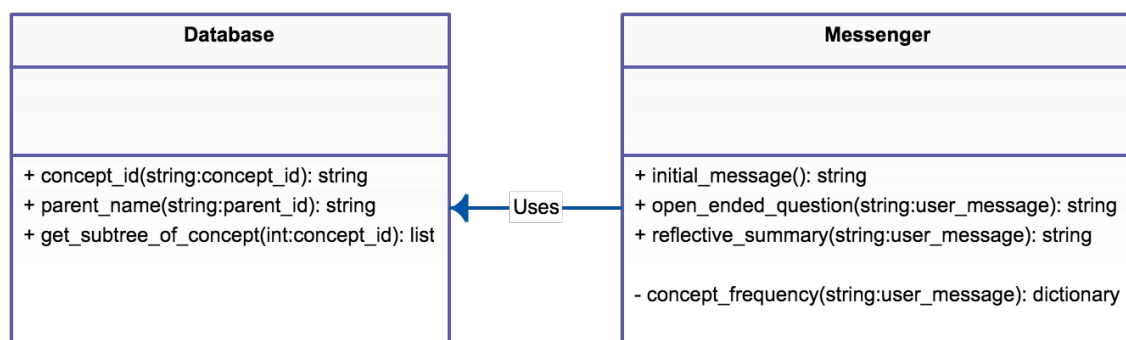 Database
+ concept_id(string:concept_id): string
+ parent_name(string:parent_id): string
+ get_subtree_of_concept(int:concept_id): list
Uses
Messenger
+ initial_message(): string
+ open_ended_question(string:user_message): string
+ reflective_summary(string:user_message): string
- concept_frequency(string:user_message): dictionary